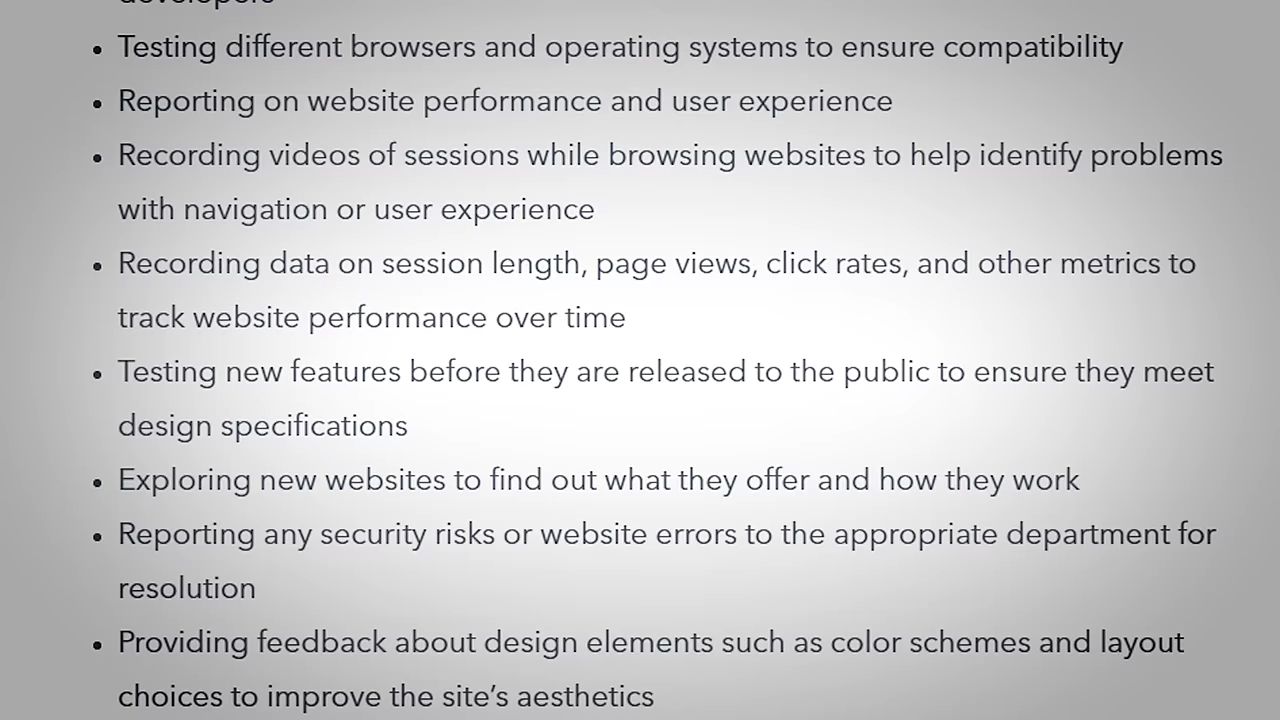 developers
• Testing different browsers and operating systems to ensure compatibility
• Reporting on website performance and user experience
• Recording videos of sessions while browsing websites to help identify problems
with navigation or user experience
• Recording data on session length, page views, click rates, and other metrics to
track website performance over time
• Testing new features before they are released to the public to ensure they meet
design specifications
• Exploring new websites to find out what they offer and how they work
• Reporting any security risks or website errors to the appropriate department for
resolution
• Providing feedback about design elements such as color schemes and layout
choices to improve the site’s aesthetics